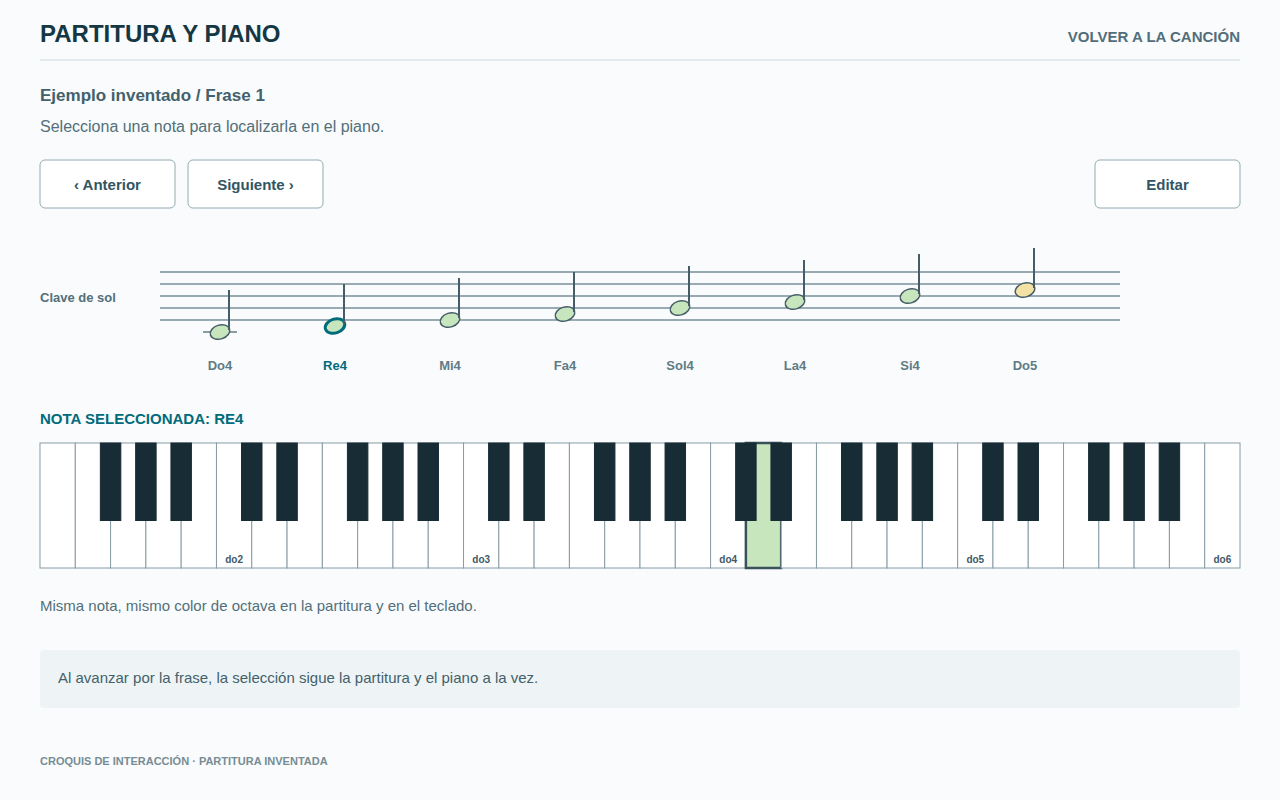 PARTITURA Y PIANO
VOLVER A LA CANCIÓN
Ejemplo inventado / Frase 1
Selecciona una nota para localizarla en el piano.
‹ Anterior
Siguiente ›
Editar
Clave de sol
Do4 Re4 Mi4 Fa4 Sol4 La4 Si4 Do5
NOTA SELECCIONADA: RE4
do2 do3 do4 do5 do6
Misma nota, mismo color de octava en la partitura y en el teclado.
Al avanzar por la frase, la selección sigue la partitura y el piano a la vez.
CROQUIS DE INTERACCIÓN · PARTITURA INVENTADA